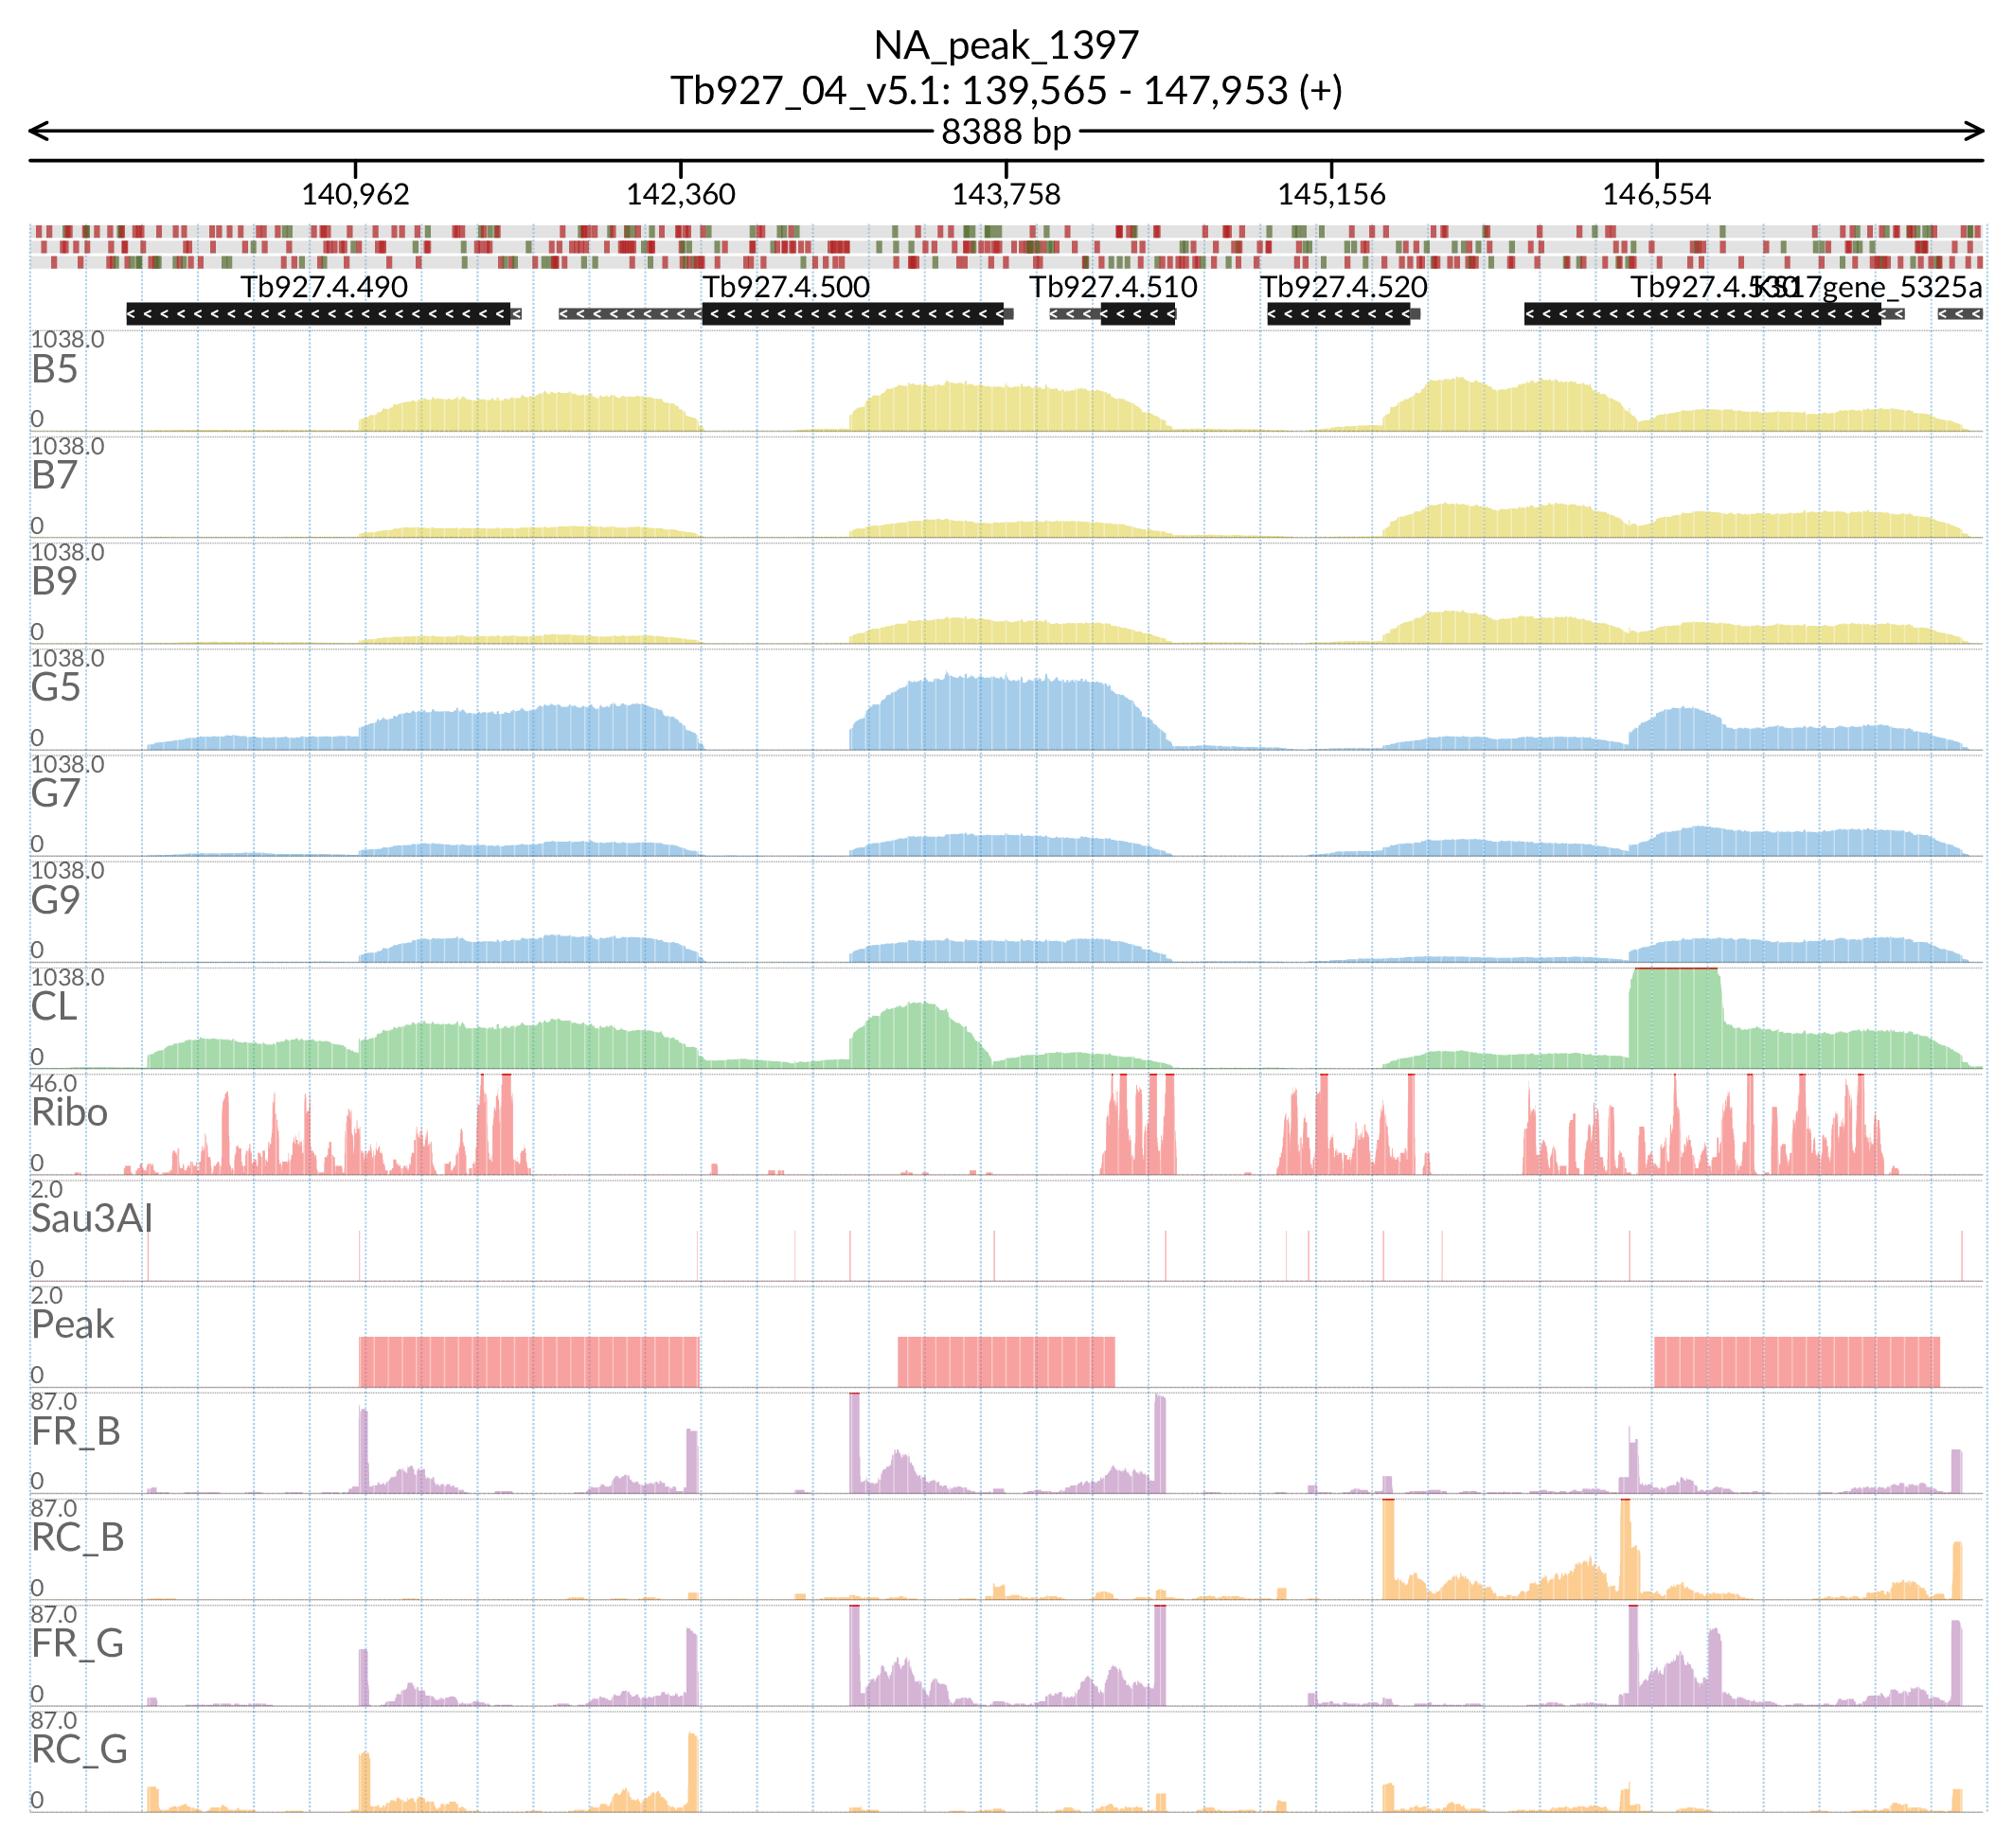 NA_peak_1397
Tb927_04_v5.1: 139,565 - 147,953 (+)
8388 bp
140,962 142,360 143,758 145,156 146,554
Tb927.4.490 Tb927.4.500 Tb927.4.510 Tb927.4.520 Tb927.4.530 KS17gene_5325a
1038.0
B5
0
1038.0
B7
0
1038.0
B9
0
1038.0
G5
0
1038.0
G7
0
1038.0
G9
0
1038.0
CL
0
46.0
Ribo
0
2.0
Sau3AI
0
2.0
Peak
0
87.0
FR_B
0
87.0
RC_B
0
87.0
FR_G
0
87.0
RC_G
0